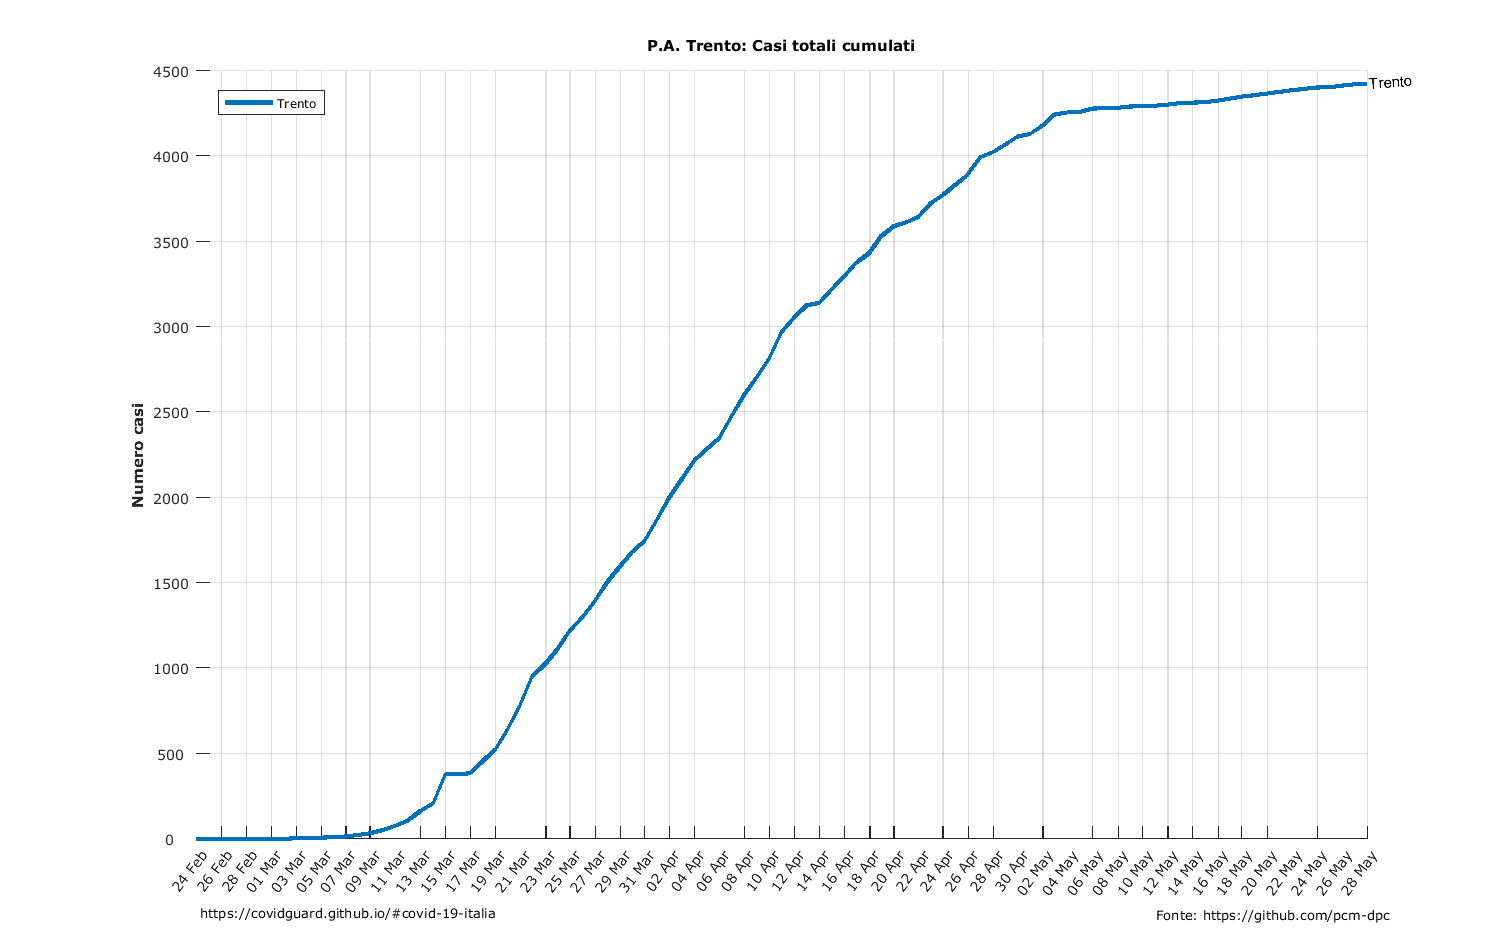 P.A. Trento: Casi totali cumulati
4500
4000
3500
3000
2500
2000
1500
1000
500
0
Numero casi
Trento
Trento
24 Feb
26 Feb
28 Feb
01 Mar
03 Mar
05 Mar
07 Mar
09 Mar
11 Mar
13 Mar
15 Mar
17 Mar
19 Mar
21 Mar
23 Mar
25 Mar
27 Mar
29 Mar
31 Mar
02 Apr
04 Apr
06 Apr
08 Apr
10 Apr
12 Apr
14 Apr
16 Apr
18 Apr
20 Apr
22 Apr
24 Apr
26 Apr
28 Apr
30 Apr
02 May
04 May
06 May
08 May
10 May
12 May
14 May
16 May
18 May
20 May
22 May
24 May
26 May
28 May
https://covidguard.github.io/#covid-19-italia
Fonte: https://github.com/pcm-dpc